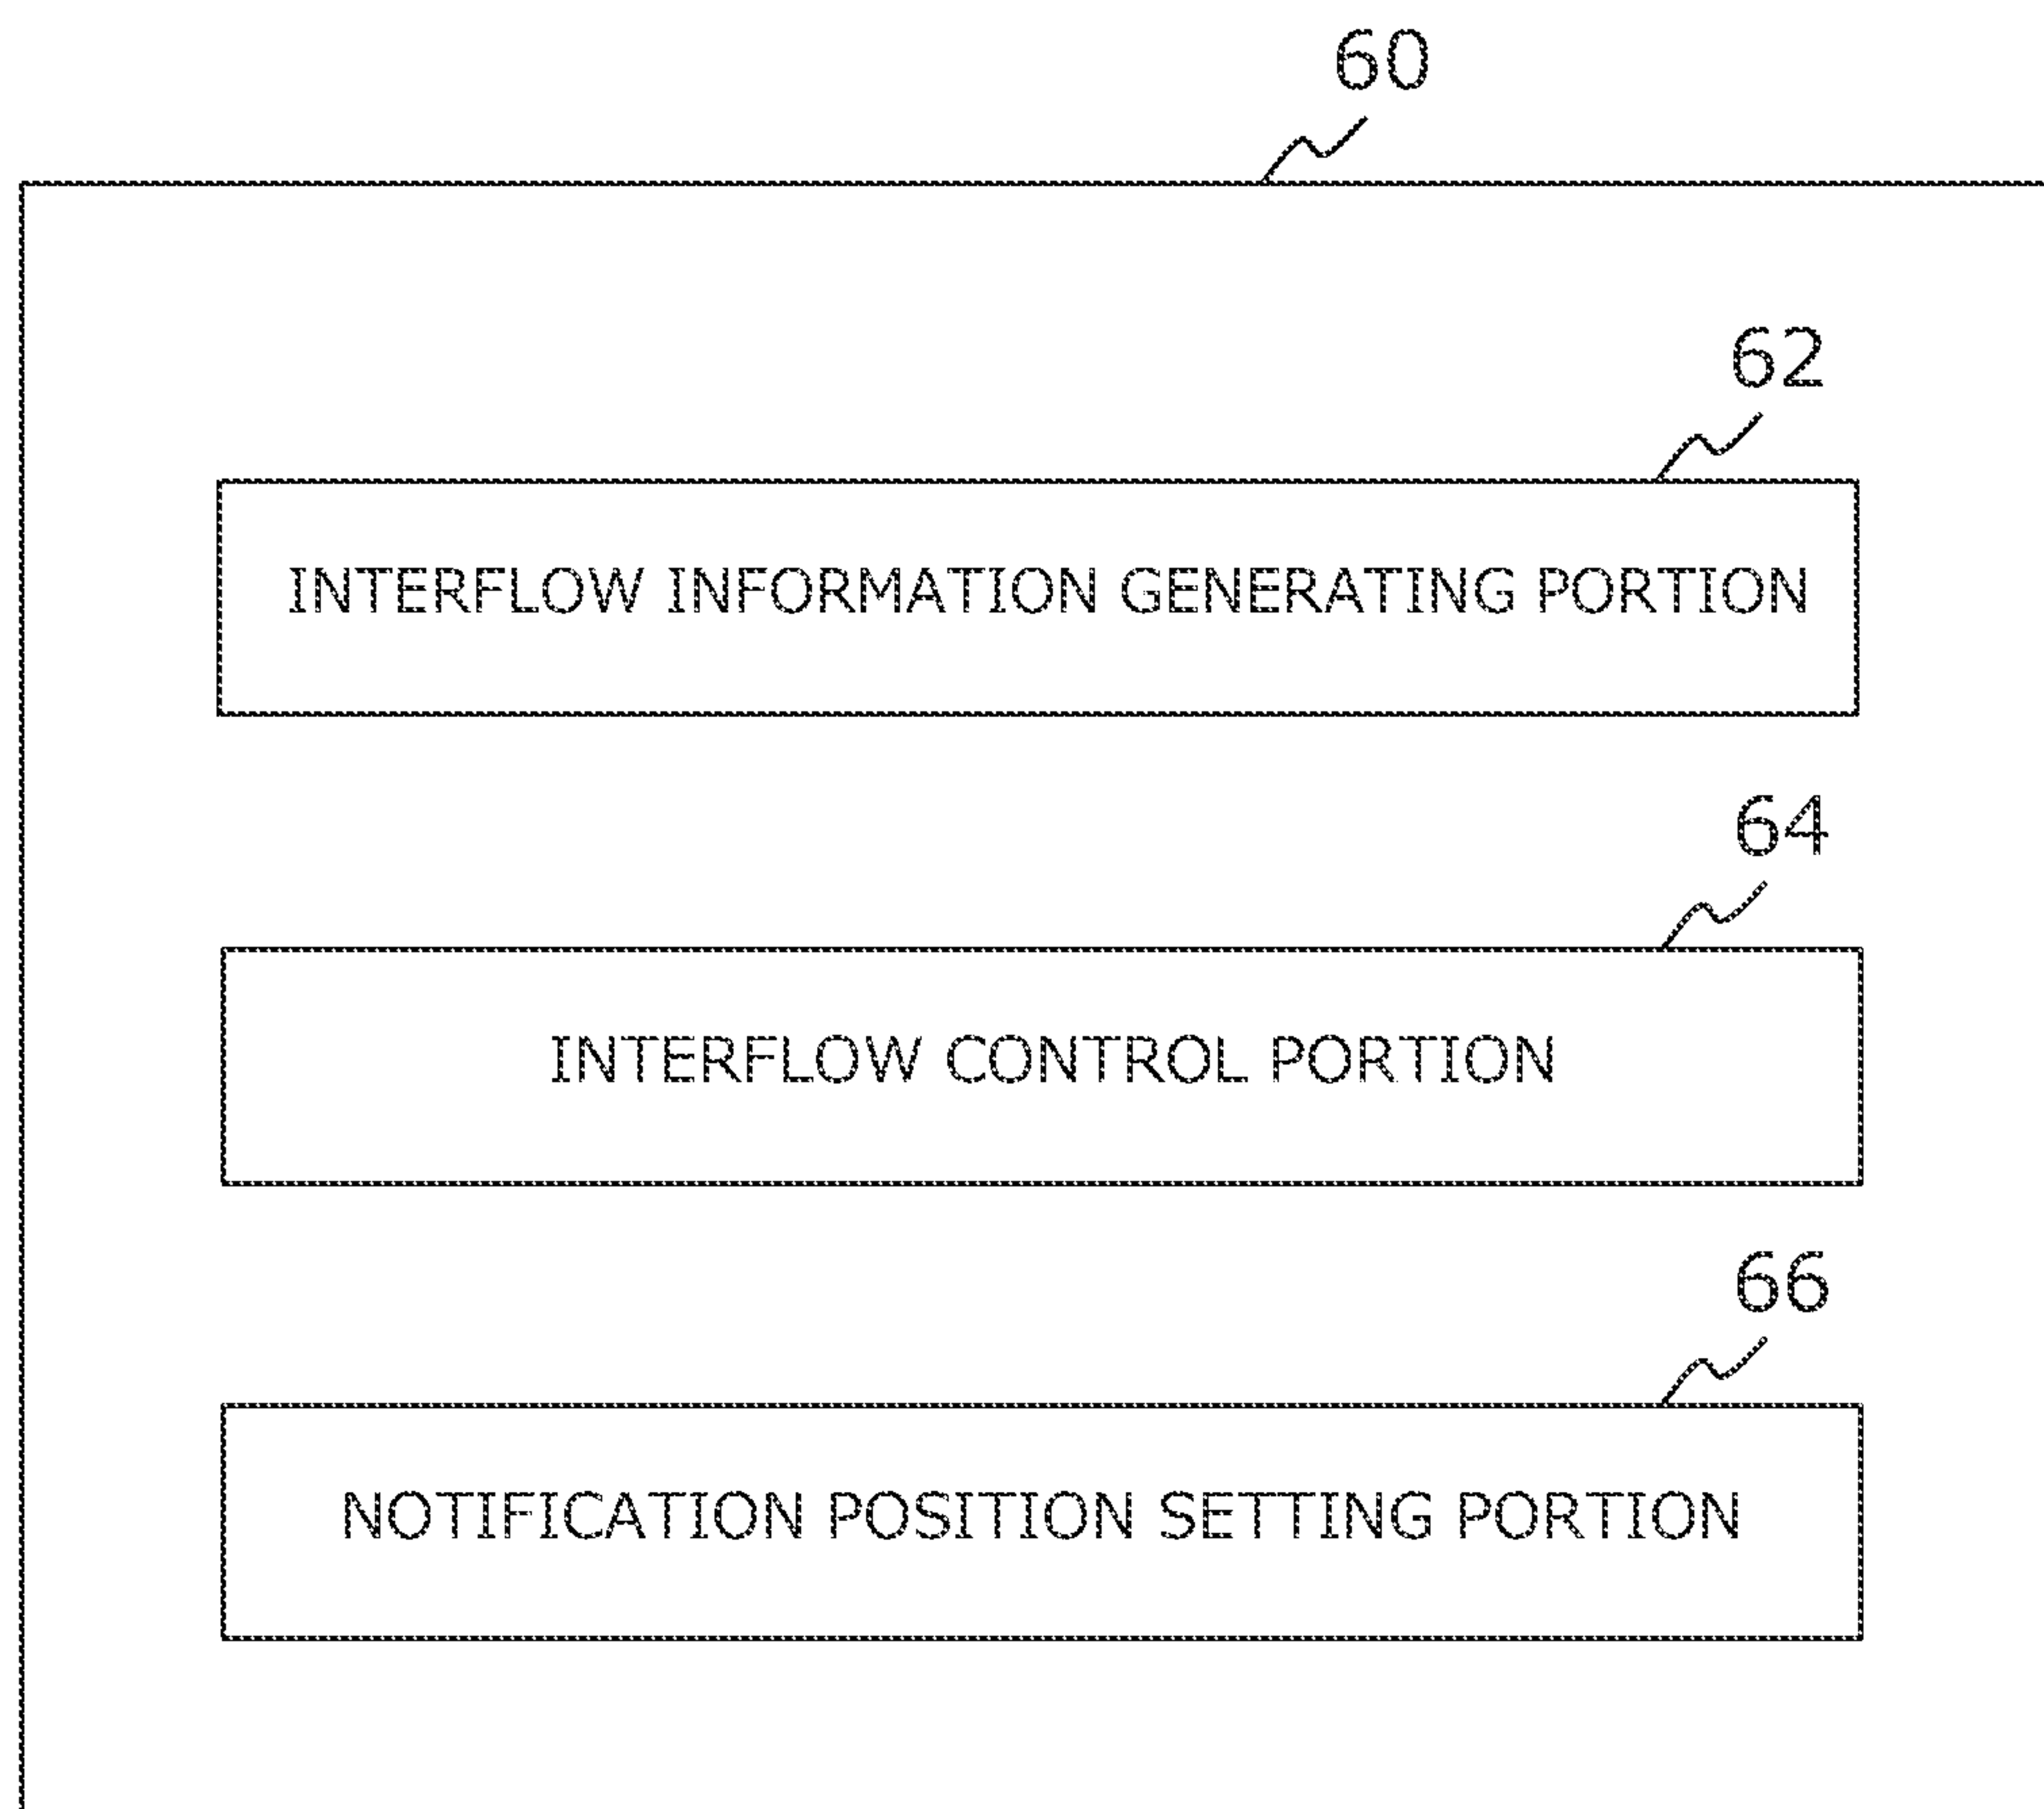 60
62
INTERFLOW INFORMATION GENERATING PORTION
64
INTERFLOW CONTROL PORTION
66
NOTIFICATION POSITION SETTING PORTION